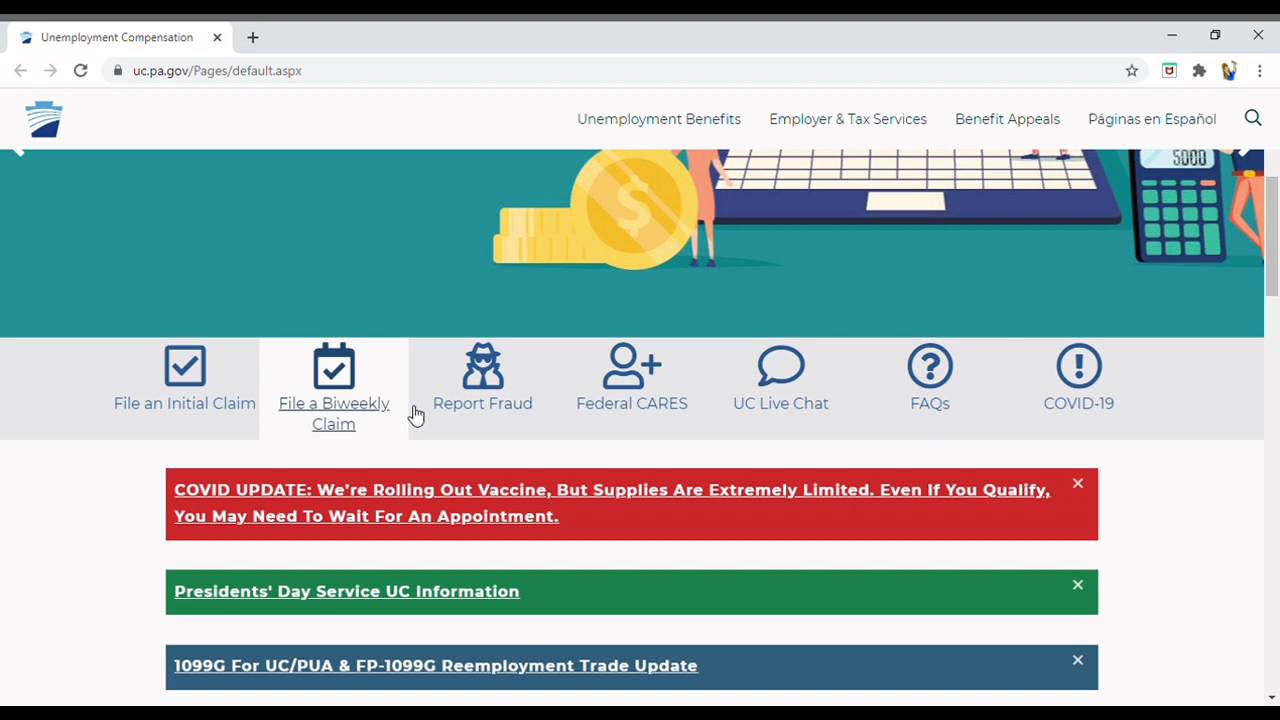 Unemployment Compensation
uc.pa.gov/Pages/default.aspx
Unemployment Benefits
Employer & Tax Services
Benefit Appeals
Páginas en Español
5000
$
File an Initial Claim
File a Biweekly
Claim
Report Fraud
Federal CARES
UC Live Chat
FAQs
COVID-19
COVID UPDATE: We're Rolling Out Vaccine, But Supplies Are Extremely Limited. Even If You Qualify,
You May Need To Wait For An Appointment.
Presidents' Day Service UC Information
1099G For UC/PUA & FP-1099G Reemployment Trade Update